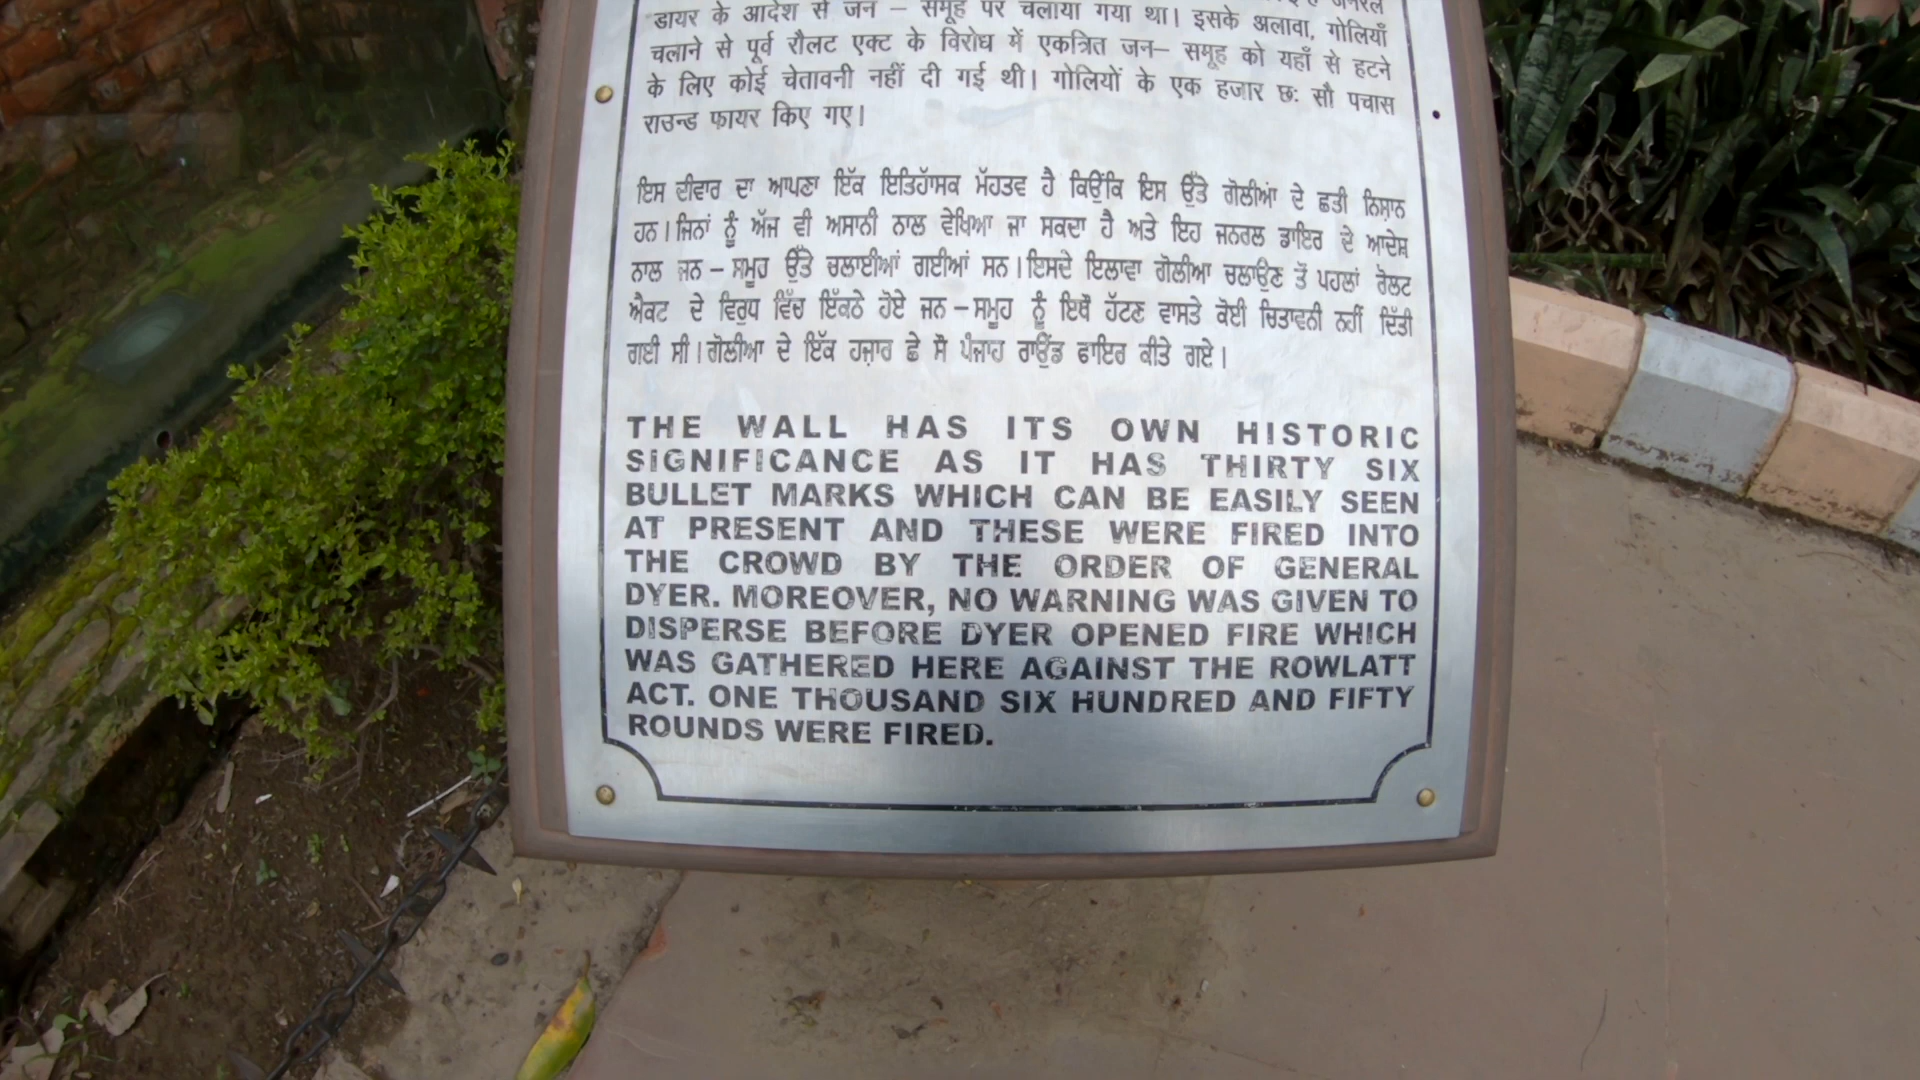 डायर के आदेश से जन – समूह पर चलाया गया था। इसके अलावा, गोलियाँ
चलाने से पूर्व रौलट एक्ट के विरोध में एकत्रित जन– समूह को यहाँ से हटने
के लिए कोई चेतावनी नहीं दी गई थी। गोलियों के एक हजार छः सौ पचास
राउन्ड फायर किए गए।
ਇਸ ਦੀਵਾਰ ਦਾ ਆਪਣਾ ਇੱਕ ਇਤਿਹਾੱਸਕ ਮੱਹਤਵ ਹੈ ਕਿਉਂਕਿ ਇਸ ਉੱਤੇ ਗੋਲੀਆਂ ਦੇ ਛਤੀ ਨਿਸ਼ਾਨ
ਹਨ।ਜਿਨਾਂ ਨੂੰ ਅੱਜ ਵੀ ਅਸਾਨੀ ਨਾਲ ਵੇਖਿਆ ਜਾ ਸਕਦਾ ਹੈ ਅਤੇ ਇਹ ਜਨਰਲ ਡਾਇਰ ਦੇ ਆਦੇਸ਼
ਨਾਲ ਜਨ – ਸਮੂਹ ਉੱਤੇ ਚਲਾਈਆਂ ਗਈਆਂ ਸਨ।ਇਸਦੇ ਇਲਾਵਾ ਗੋਲੀਆ ਚਲਾਉਣ ਤੋਂ ਪਹਲਾਂ ਰੋਲਟ
ਐਕਟ ਦੇ ਵਿਰੁਧ ਵਿੱਚ ਇੱਕਠੇ ਹੋਏ ਜਨ – ਸਮੂਹ ਨੂੰ ਇਥੋਂ ਹੱਟਣ ਵਾਸਤੇ ਕੋਈ ਚਿਤਾਵਨੀ ਨਹੀਂ ਦਿੱਤੀ
ਗਈ ਸੀ।ਗੋਲੀਆ ਦੇ ਇੱਕ ਹਜ਼ਾਰ ਛੇ ਸੌ ਪੰਜਾਹ ਰਾਉਂਡ ਫਾਇਰ ਕੀਤੇ ਗਏ।
THE WALL HAS ITS OWN HISTORIC
SIGNIFICANCE AS IT HAS THIRTY SIX
BULLET MARKS WHICH CAN BE EASILY SEEN
AT PRESENT AND THESE WERE FIRED INTO
THE CROWD BY THE ORDER OF GENERAL
DYER. MOREOVER, NO WARNING WAS GIVEN TO
DISPERSE BEFORE DYER OPENED FIRE WHICH
WAS GATHERED HERE AGAINST THE ROWLATT
ACT. ONE THOUSAND SIX HUNDRED AND FIFTY
ROUNDS WERE FIRED.